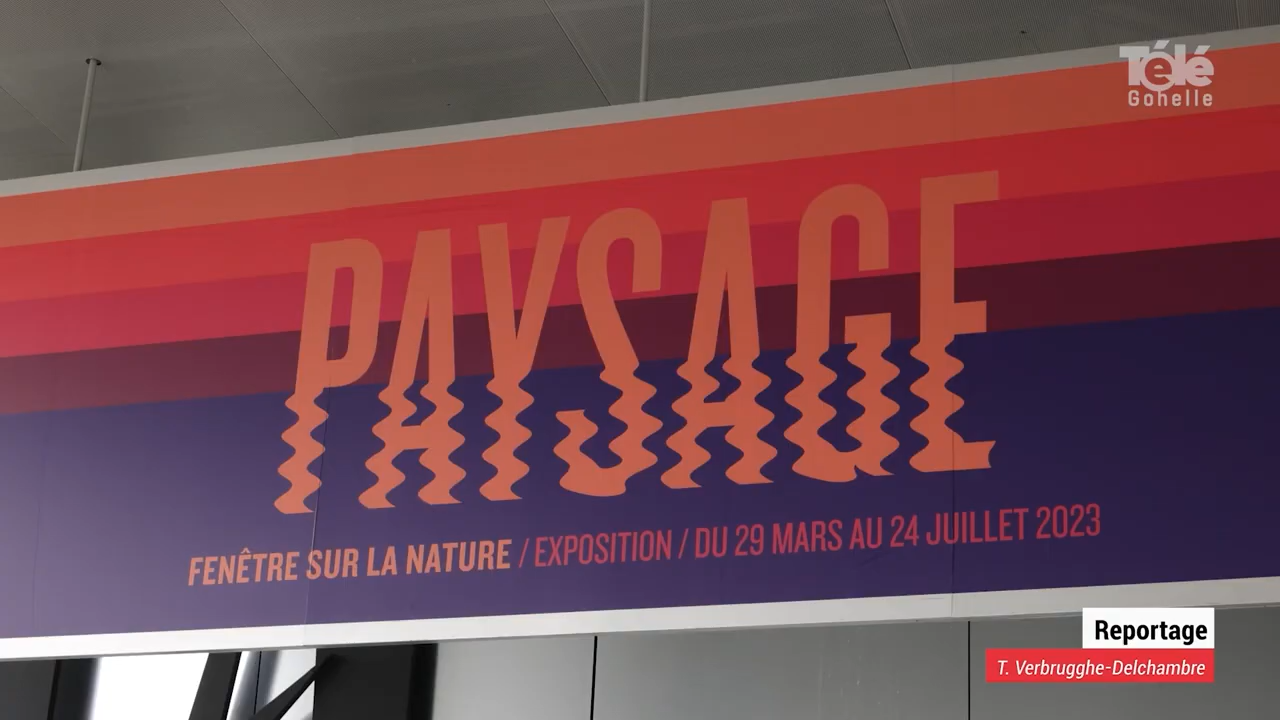 Télé
Gohelle
PAYSAGE
FENÊTRE SUR LA NATURE / EXPOSITION / DU 29 MARS AU 24 JUILLET 2023
Reportage
T. Verbrugghe-Delchambre